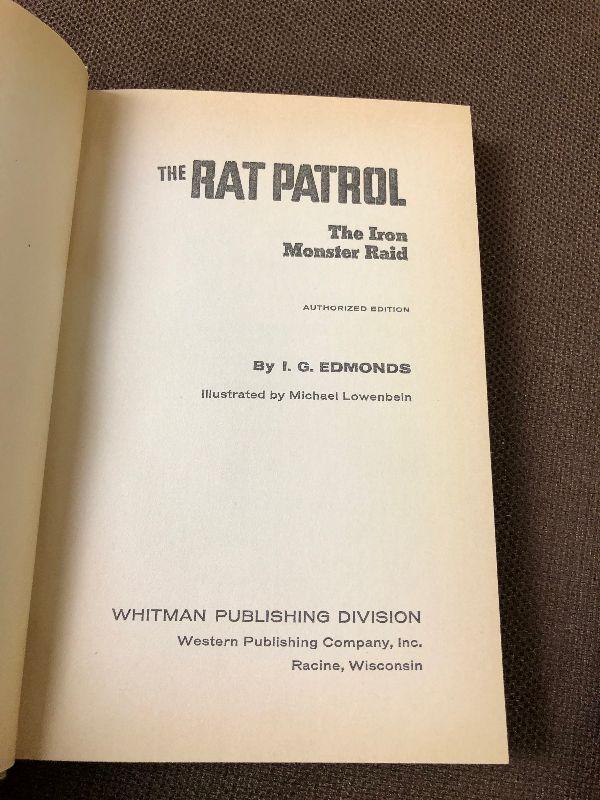 THE RAT PATROL
The Iron
Monster Raid
AUTHORIZED EDITION
By I. G. EDMONDS
Illustrated by Michael Lowenbein
WHITMAN PUBLISHING DIVISION
Western Publishing Company, Inc.
Racine, Wisconsin